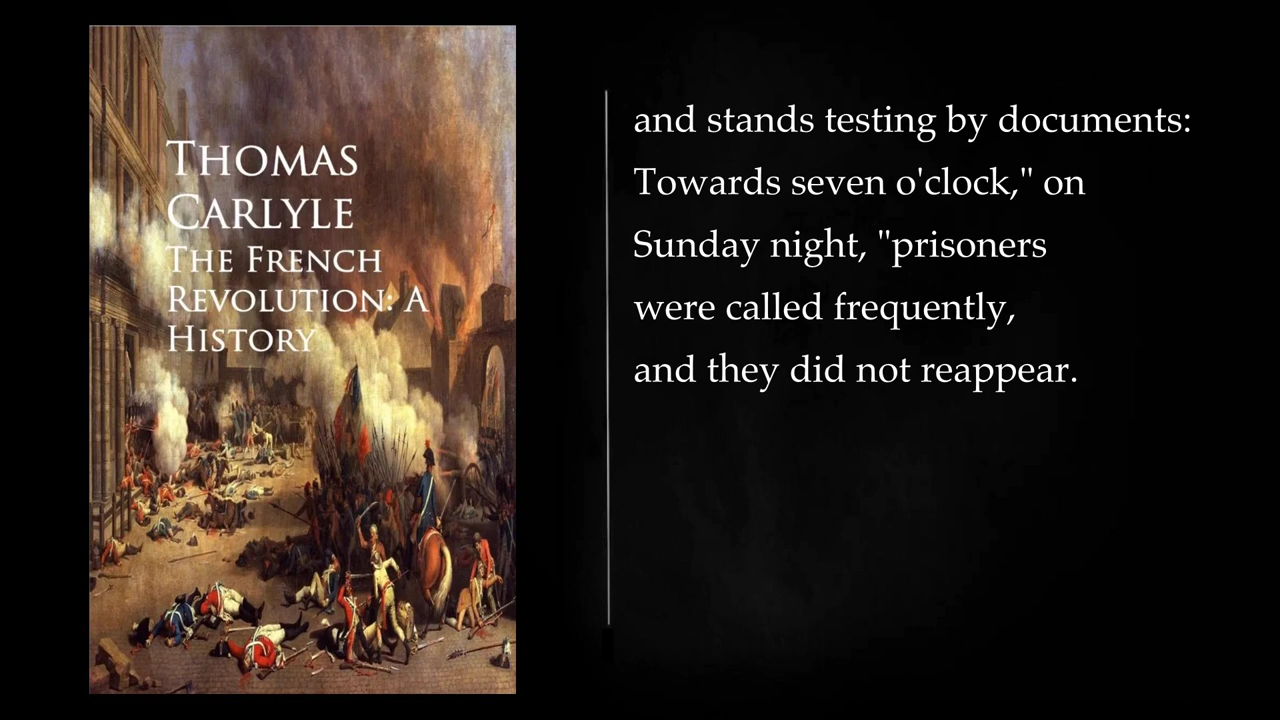 THOMAS
CARLYLE
THE FRENCH
REVOLUTION: A
HISTORY
and stands testing by documents:
Towards seven o'clock," on
Sunday night, "prisoners
were called frequently,
and they did not reappear.